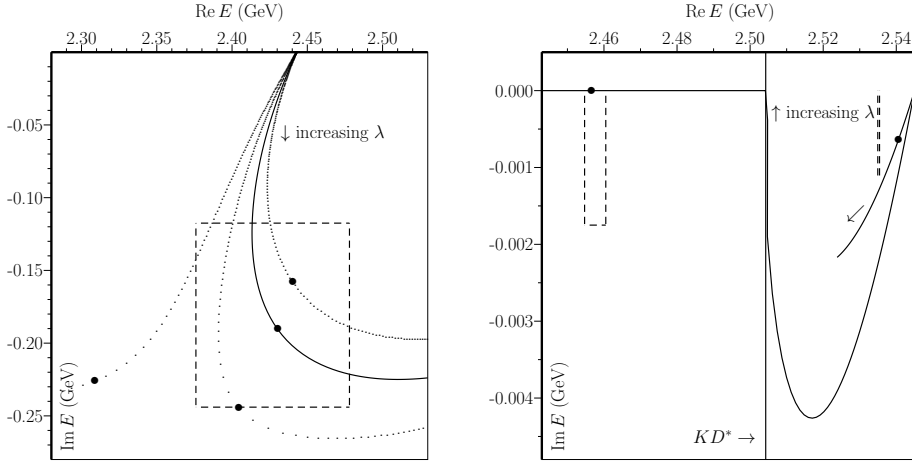 Re E (GeV)
2.30 2.35 2.40 2.45 2.50
-0.05
-0.10
-0.15
-0.20
-0.25
↓ increasing λ
Im E (GeV)
Re E (GeV)
2.46 2.48 2.50 2.52 2.54
0.000
-0.001
-0.002
-0.003
-0.004
↑ increasing λ
KD* →
Im E (GeV)